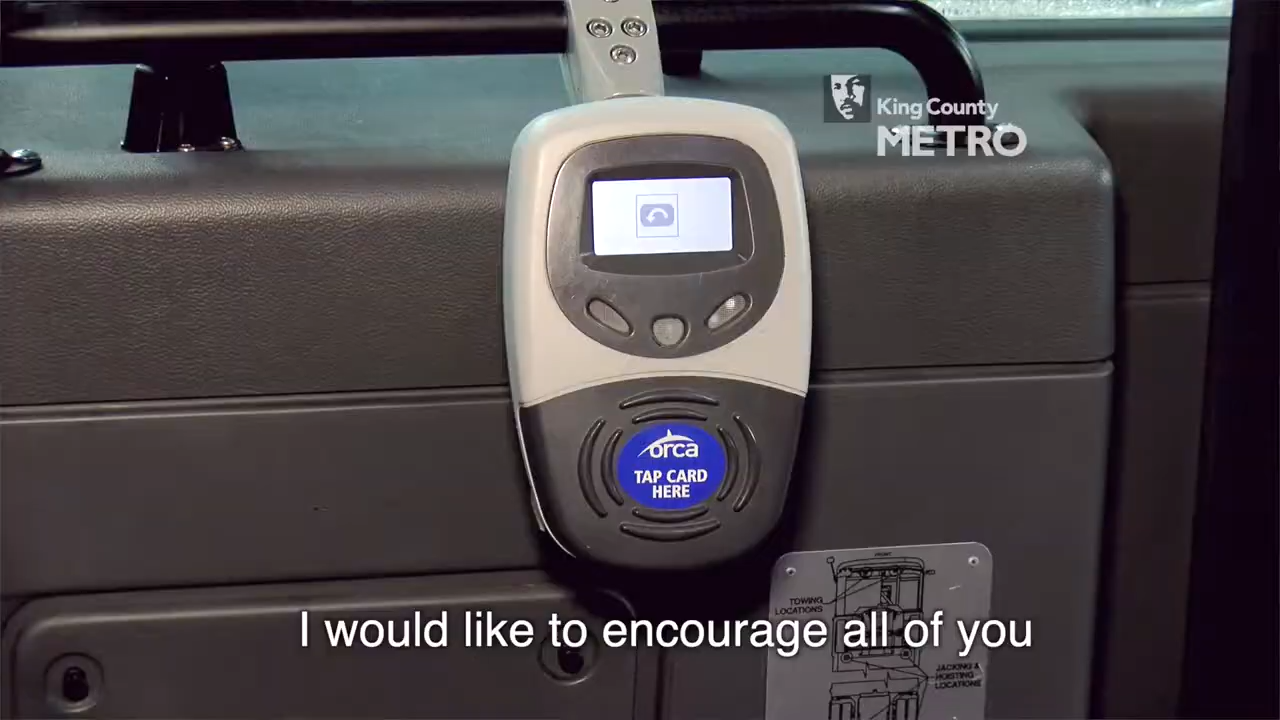 King County
METRO
orca
TAP CARD
HERE
FRONT
TOWING
LOCATIONS
I would like to encourage all of you
JACKING &
HOISTING
LOCATIONS